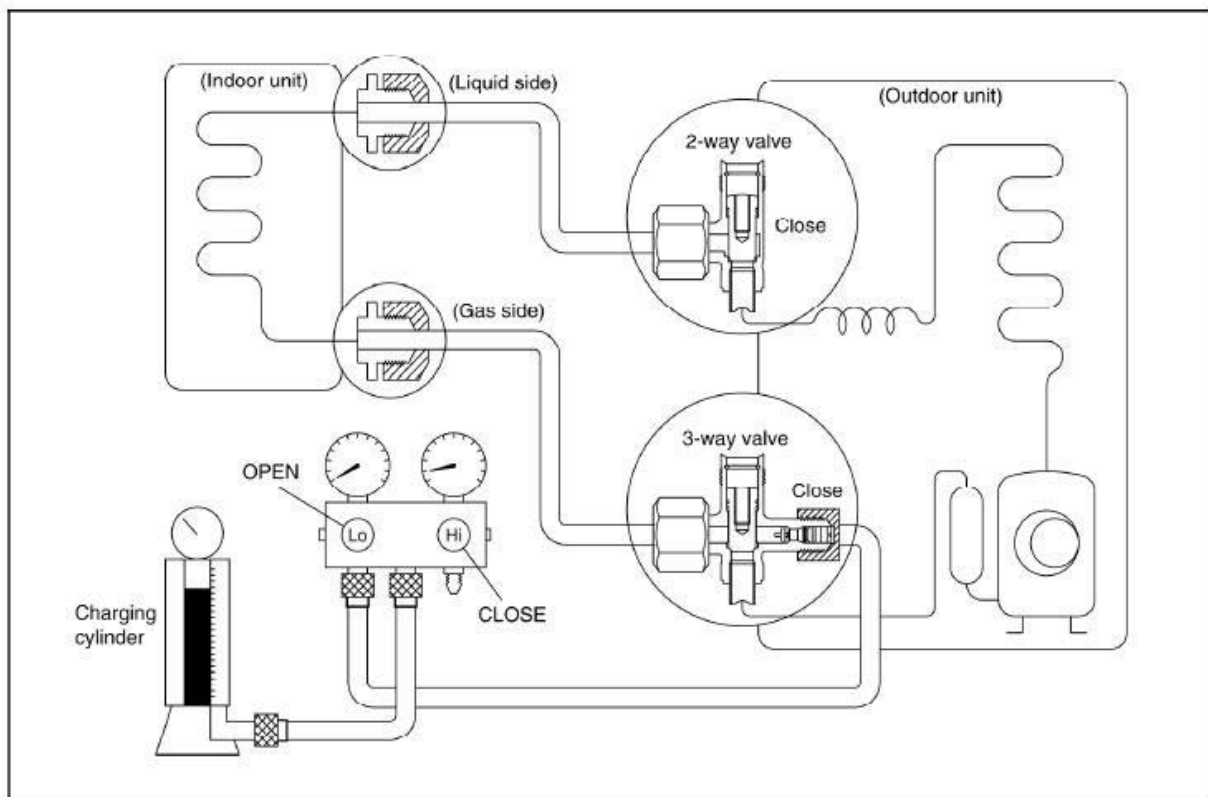 (Indoor unit)
(Liquid side)
(Outdoor unit)
2-way valve
Close
(Gas side)
3-way valve
Close
OPEN
Lo
Hi
CLOSE
Charging
cylinder